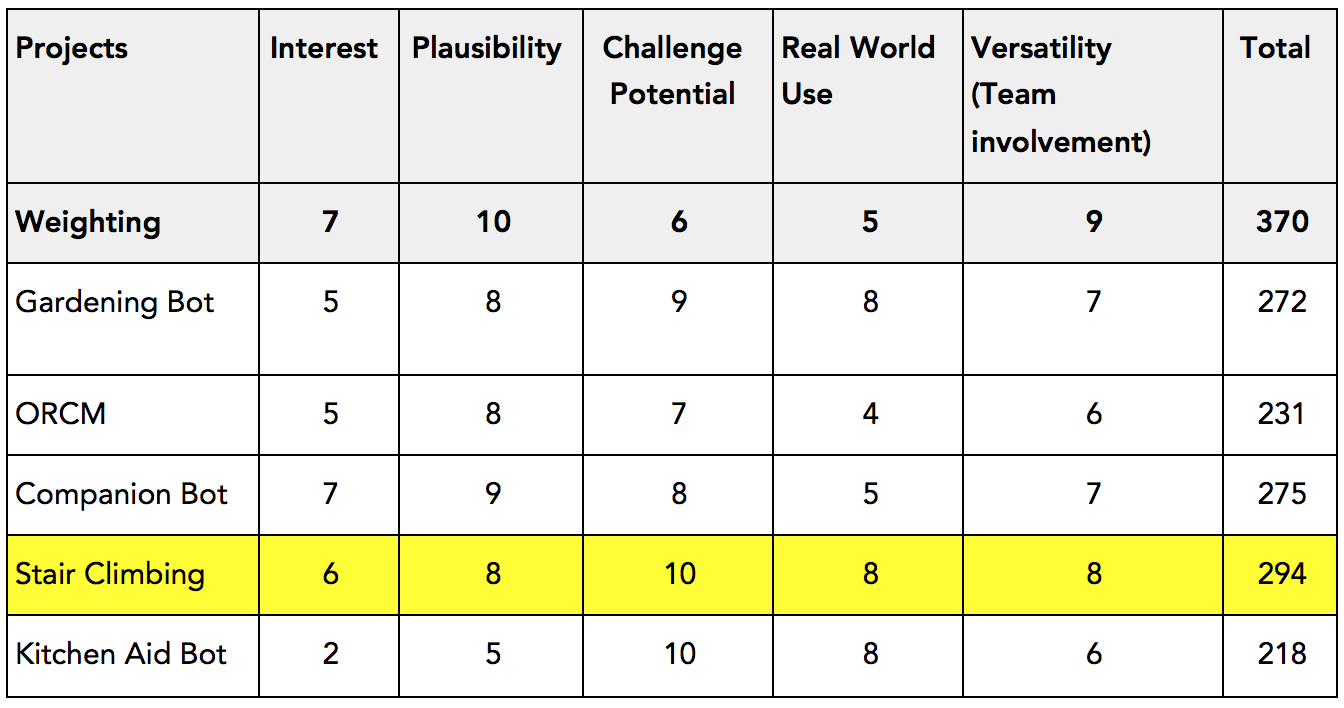 Projects Interest Plausibility Challenge Potential Real World Use Versatility (Team involvement) Total
Weighting 7 10 6 5 9 370
Gardening Bot 5 8 9 8 7 272
ORCM 5 8 7 4 6 231
Companion Bot 7 9 8 5 7 275
Stair Climbing 6 8 10 8 8 294
Kitchen Aid Bot 2 5 10 8 6 218